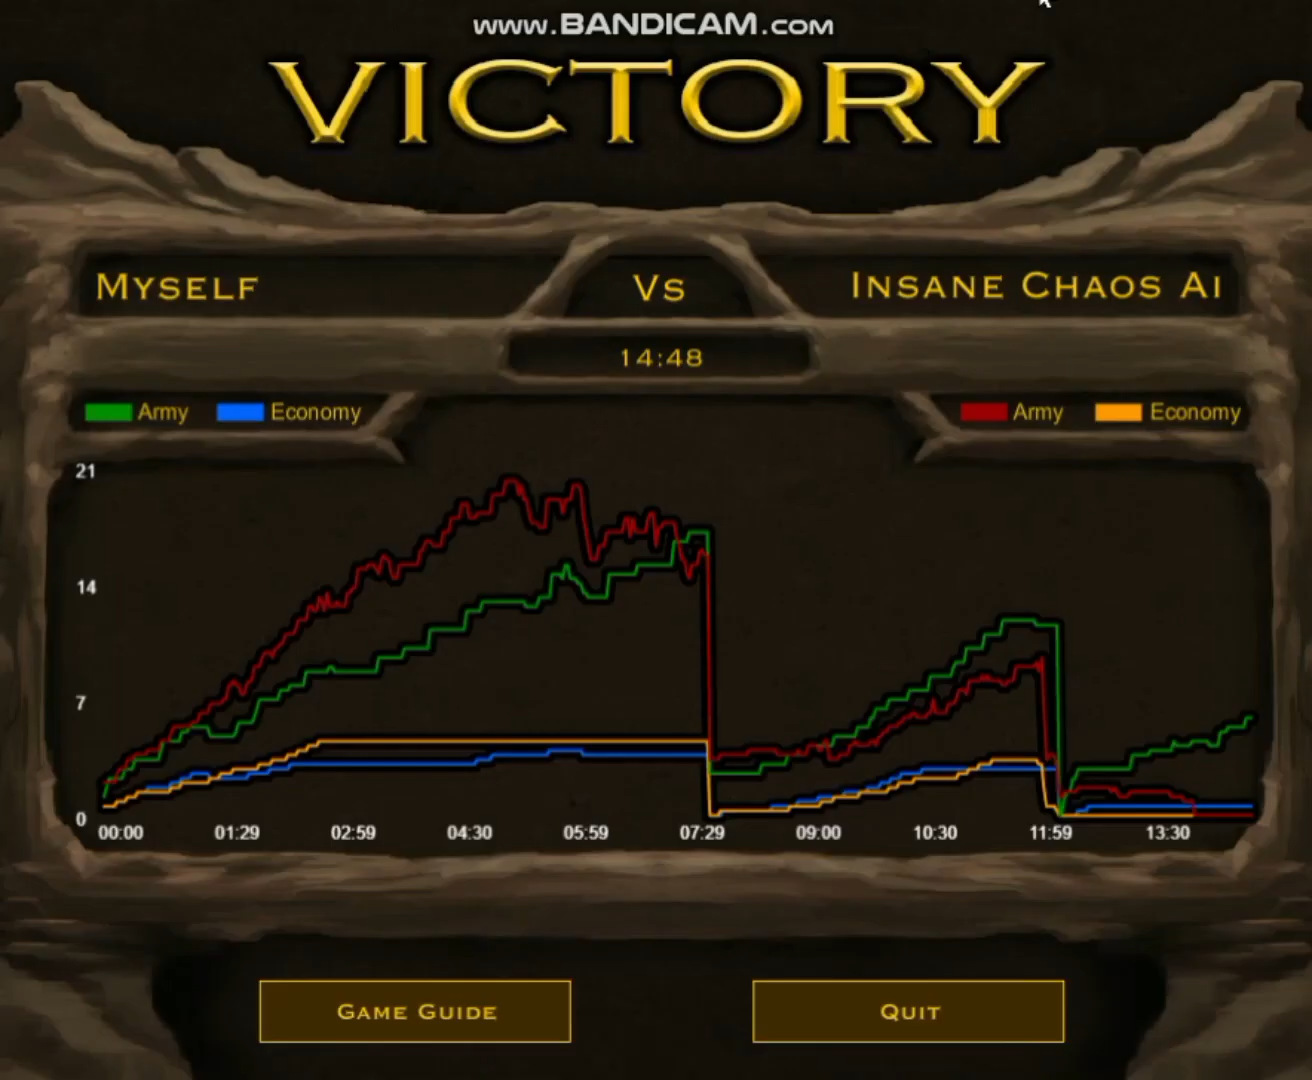 www.BANDICAM.com
VICTORY
MYSELF
VS
INSANE CHAOS AI
14:48
Army
Economy
Army
Economy
21
14
7
0
00:00 01:29 02:59 04:30 05:59 07:29 09:00 10:30 11:59 13:30
GAME GUIDE
QUIT